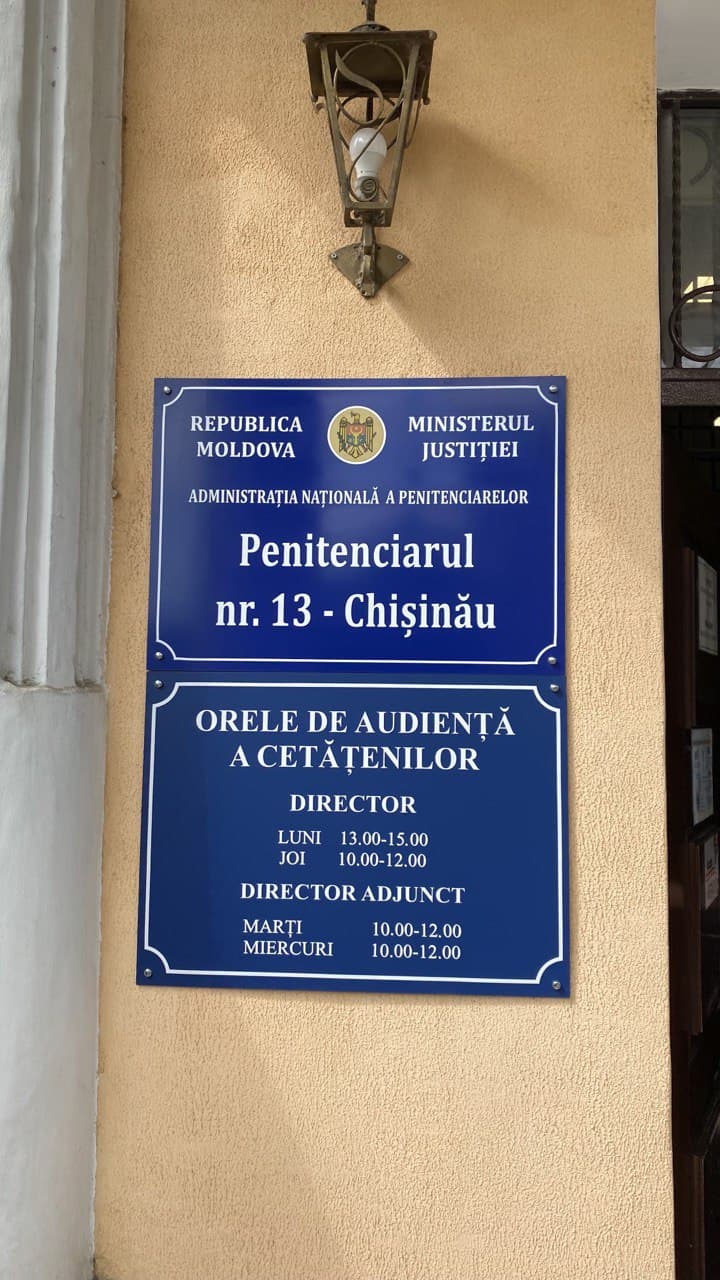 REPUBLICA MOLDOVA
MINISTERUL JUSTIȚIEI
ADMINISTRAȚIA NAȚIONALĂ A PENITENCIARELOR
Penitenciarul
nr. 13 - Chișinău
ORELE DE AUDIENȚĂ
A CETĂȚENILOR
DIRECTOR
LUNI 13.00-15.00
JOI 10.00-12.00
DIRECTOR ADJUNCT
MARȚI 10.00-12.00
MIERCURI 10.00-12.00